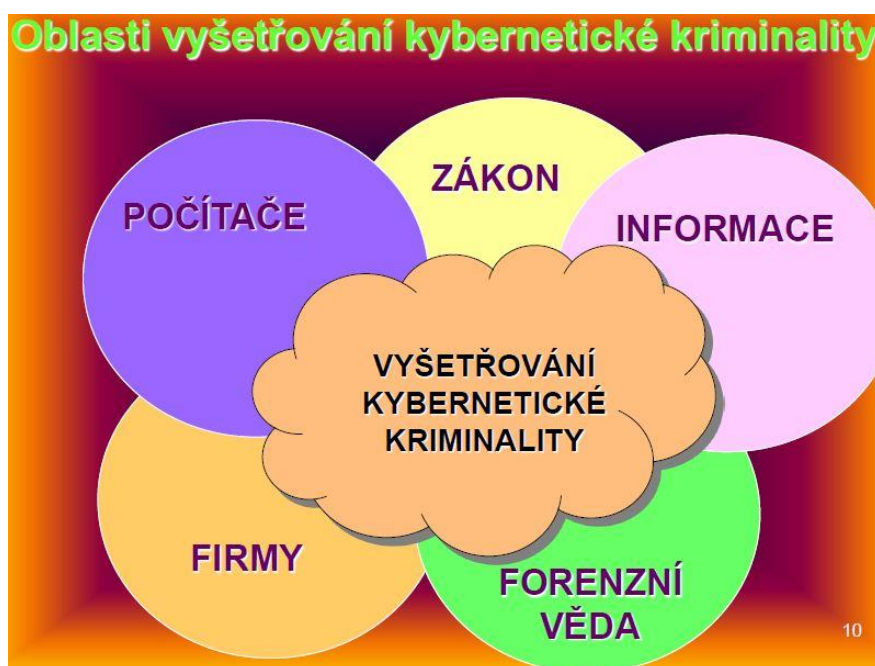 Oblasti vyšetřování kybernetické kriminality
ZÁKON
POČÍTAČE
INFORMACE
VYŠETŘOVÁNÍ
KYBERNETICKÉ
KRIMINALITY
FIRMY
FORENZNÍ
VĚDA
10